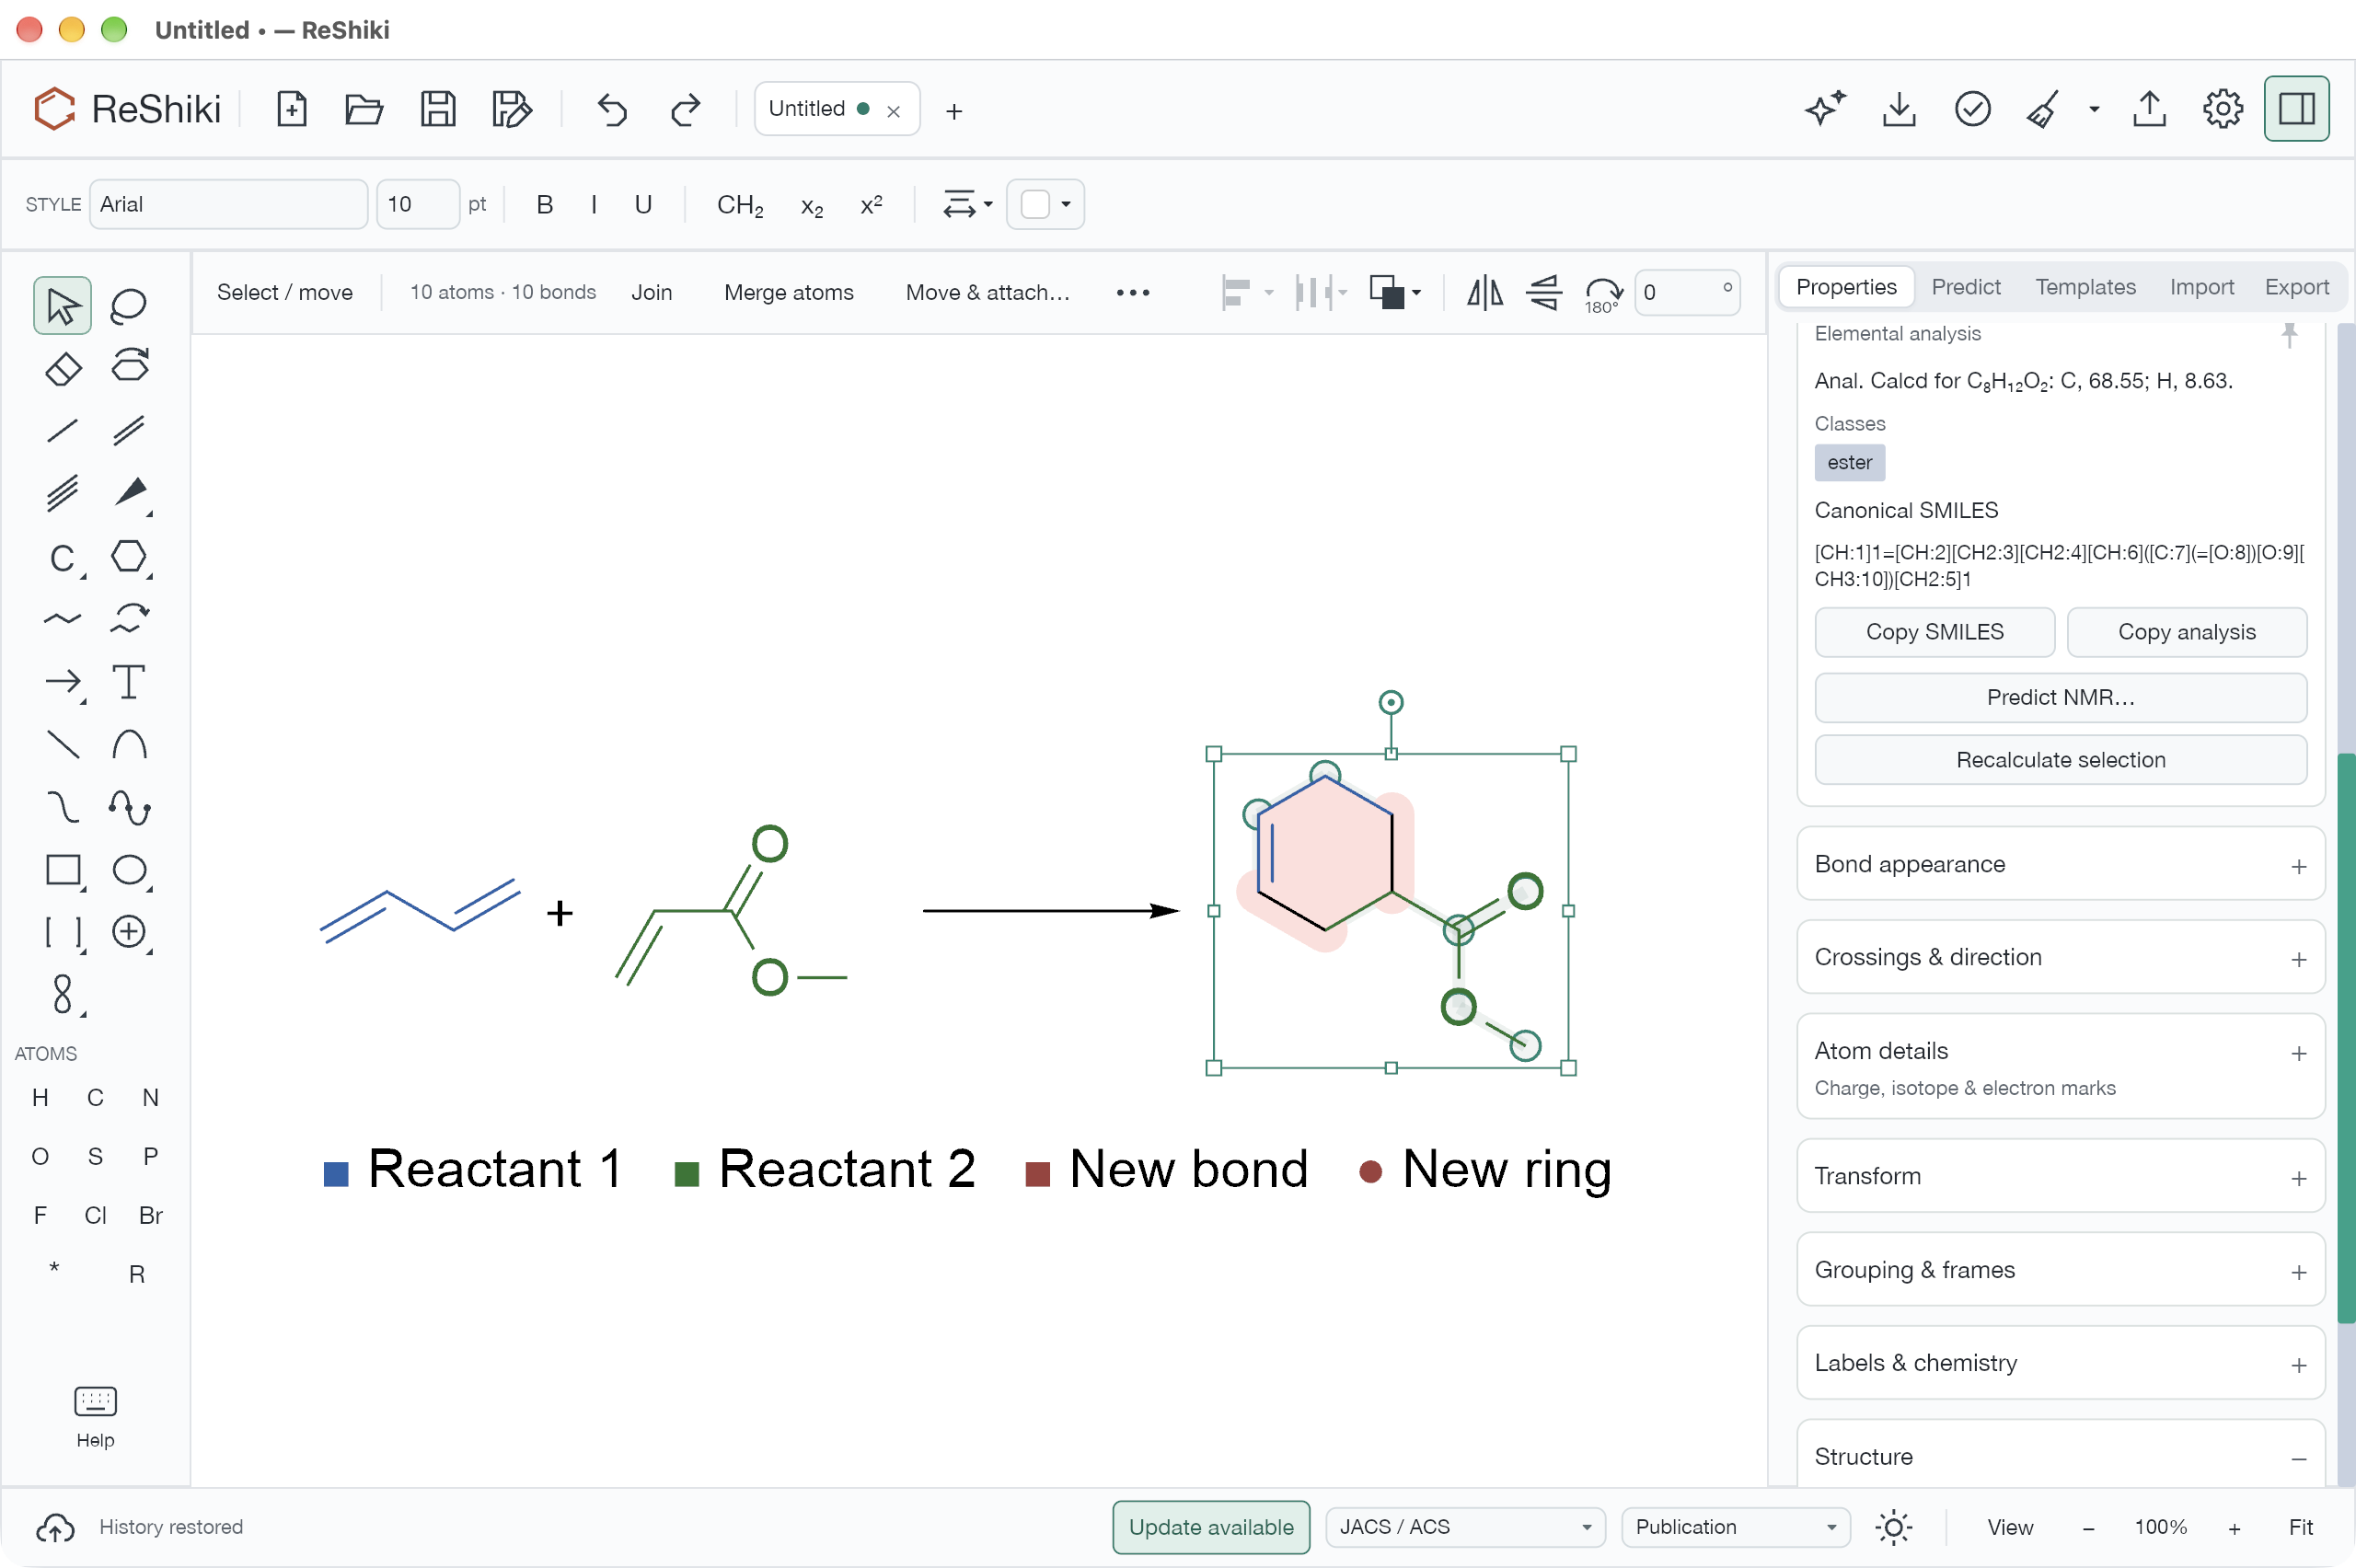 Untitled • — ReShiki
ReShiki
Untitled
STYLE Arial 10 pt B I U CH₂ x₂ x²
Select / move 10 atoms · 10 bonds Join Merge atoms Move & attach... 180° 0 °
Properties Predict Templates Import Export
Elemental analysis
Anal. Calcd for C₈H₁₂O₂: C, 68.55; H, 8.63.
Classes
ester
Canonical SMILES
[CH:1]1=[CH:2][CH2:3][CH2:4][CH:6]([C:7](=[O:8])[O:9][
CH3:10])[CH2:5]1
Copy SMILES Copy analysis
Predict NMR...
Recalculate selection
Bond appearance
Crossings & direction
Atom details
Charge, isotope & electron marks
Transform
Grouping & frames
Labels & chemistry
Structure
C
T
[ ]
ATOMS
H C N
O S P
F Cl Br
* R
Help
O
+
O
O
O
Reactant 1 Reactant 2 New bond New ring
History restored Update available JACS / ACS Publication View − 100% + Fit